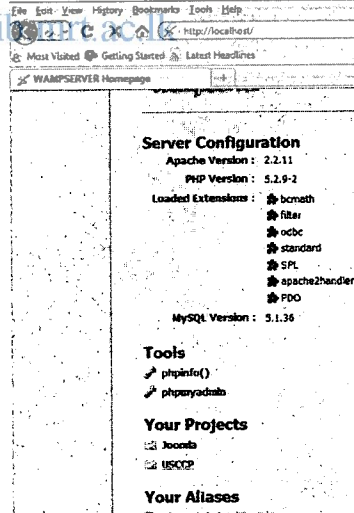 File Edit View History Bookmarks Tools Help
http://localhost/
Most Visited Getting Started Latest Headlines
WAMPSERVER Homepage
Server Configuration
Apache Version : 2.2.11
PHP Version : 5.2.9-2
Loaded Extensions : bcmath
filter
odbc
standard
SPL
apache2handler
PDO
MySQL Version : 5.1.36
Tools
phpinfo()
phpmyadmin
Your Projects
Joomla
USCCP
Your Aliases